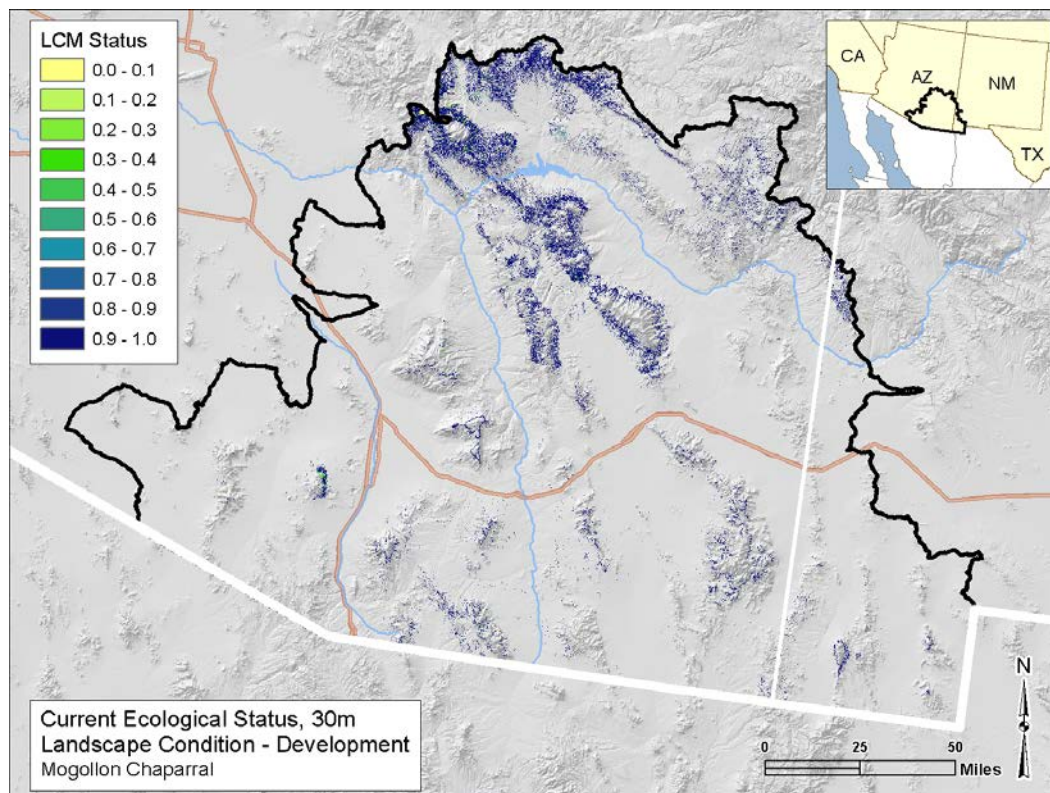 LCM Status
0.0 - 0.1
0.1 - 0.2
0.2 - 0.3
0.3 - 0.4
0.4 - 0.5
0.5 - 0.6
0.6 - 0.7
0.7 - 0.8
0.8 - 0.9
0.9 - 1.0
CA
AZ
NM
TX
Current Ecological Status, 30m
Landscape Condition - Development
Mogollon Chaparral
N
0 25 50
Miles